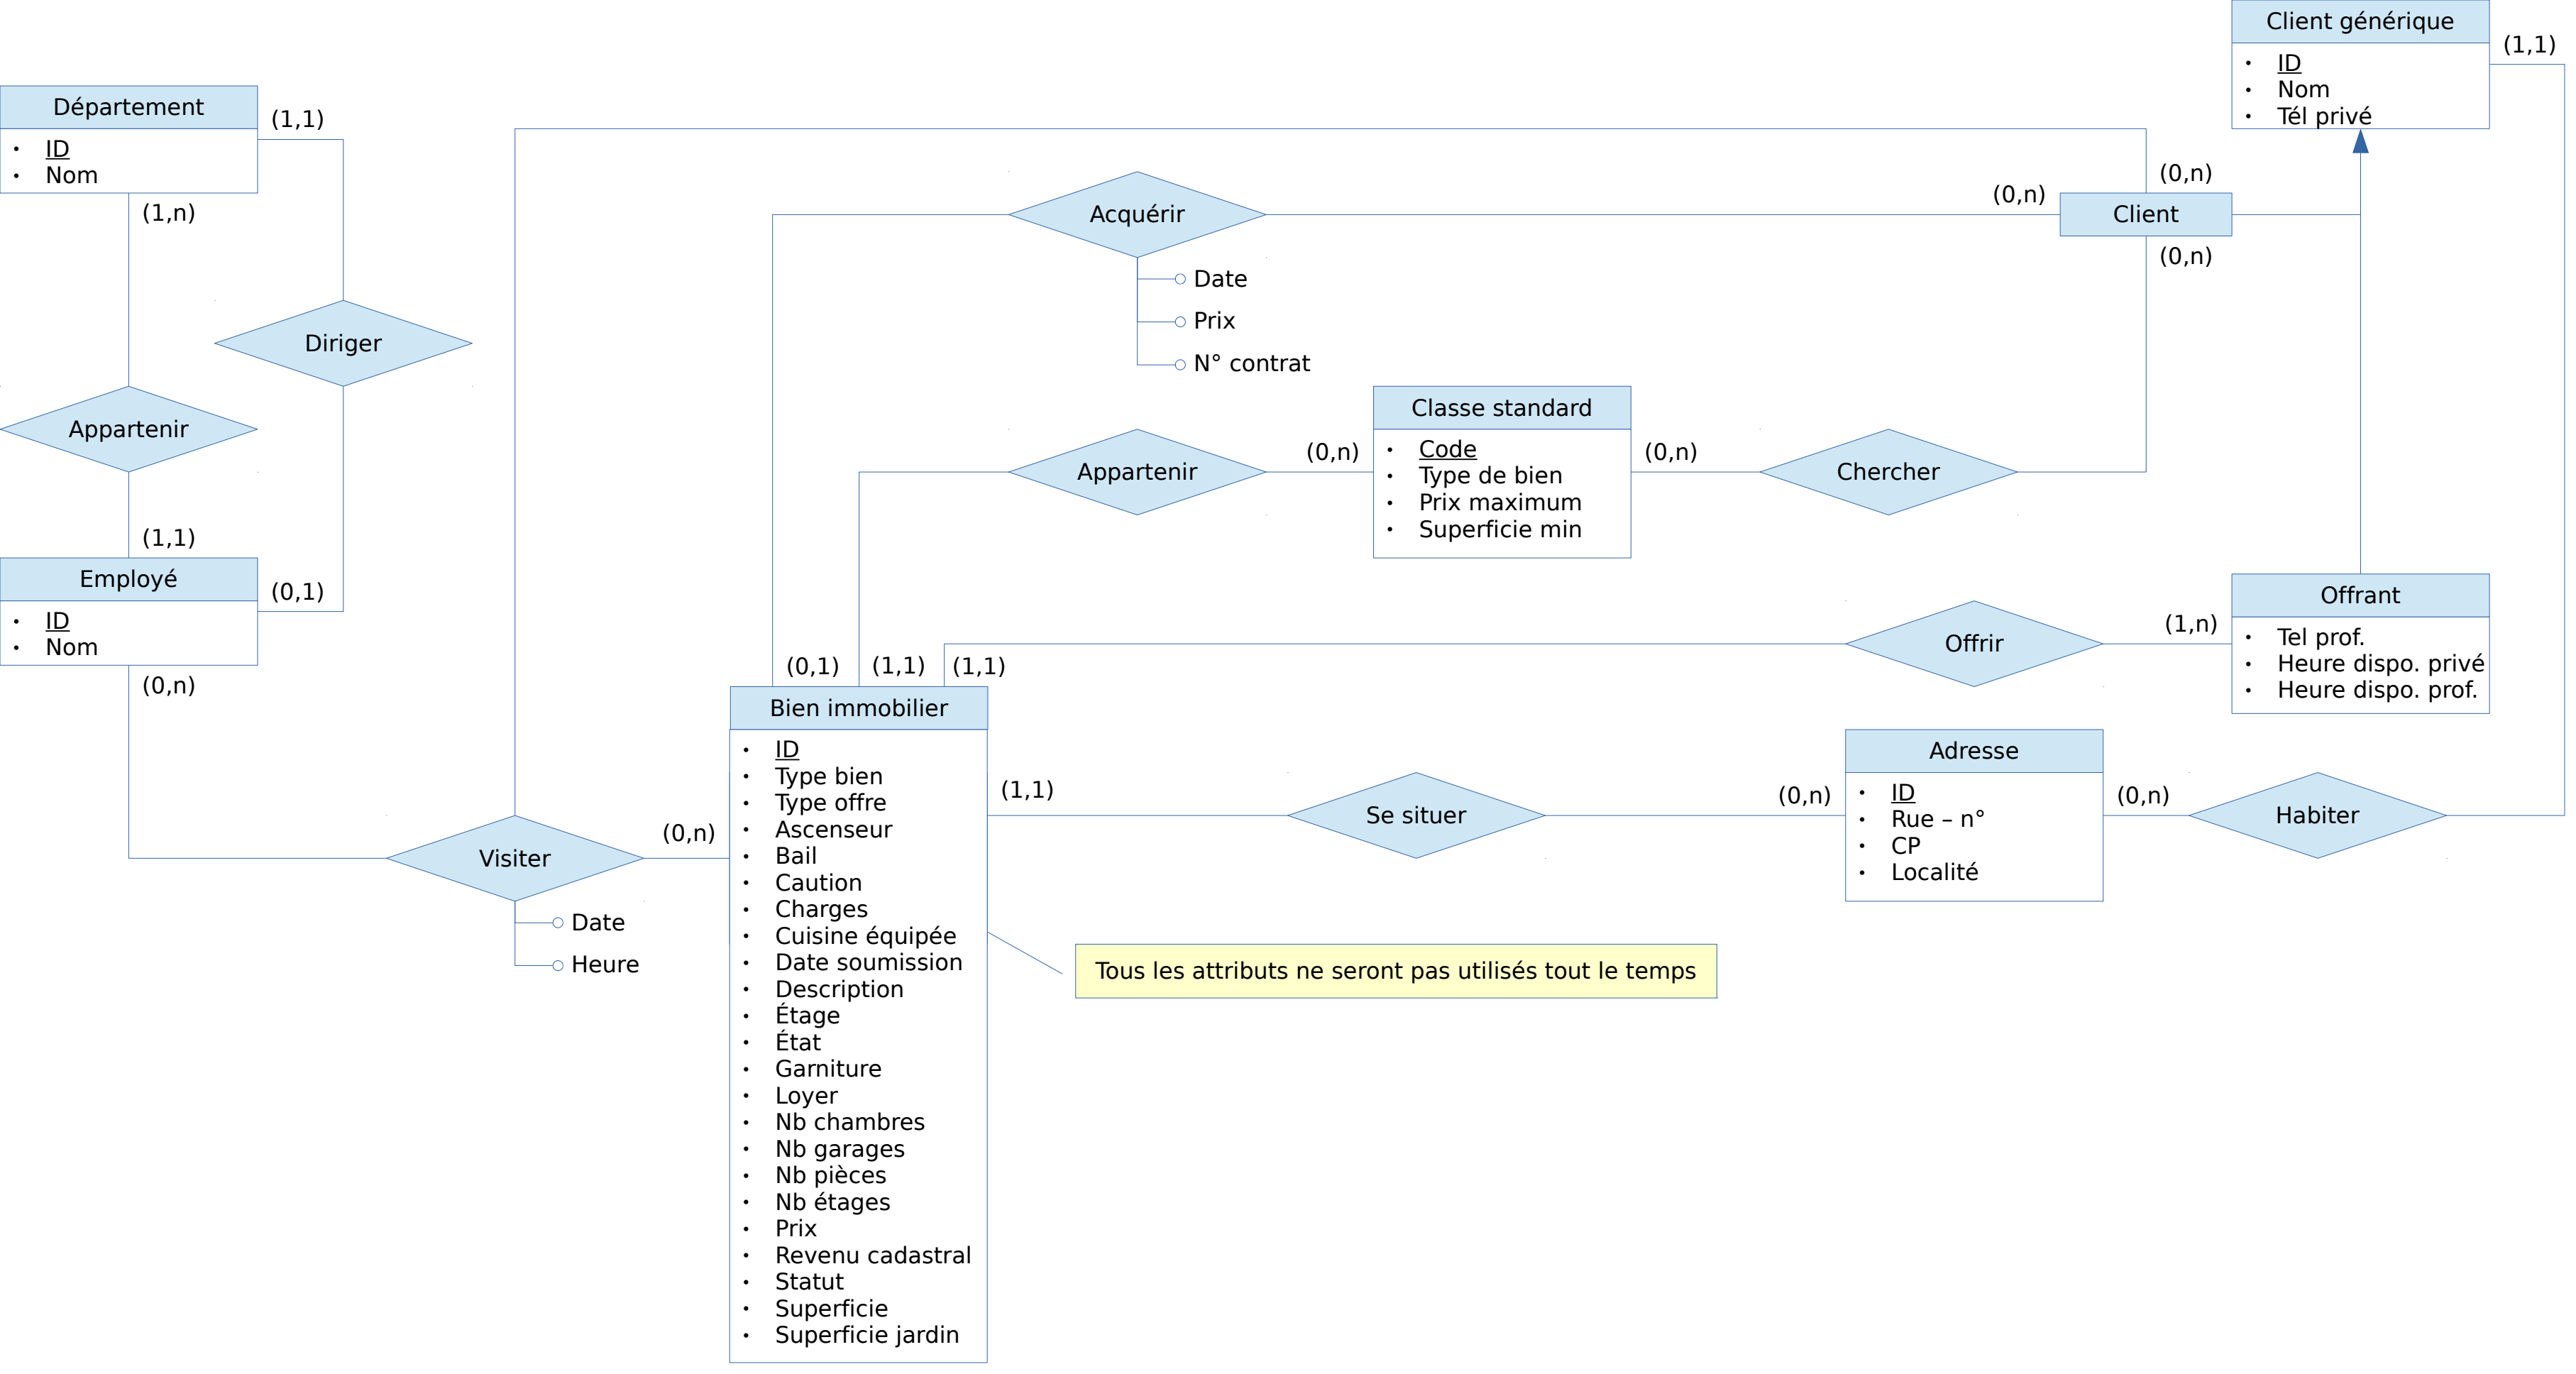 Client générique
(1,1)
ID
Nom
Tél privé
Département
(1,1)
ID
Nom
(1,n)
(0,n)
(0,n)
Acquérir
Client
(0,n)
Date
Prix
N° contrat
Diriger
Appartenir
Classe standard
Code
Type de bien
Prix maximum
Superficie min
Appartenir
(0,n)
(0,n)
Chercher
(1,1)
Employé
(0,1)
ID
Nom
(0,n)
Offrant
Tel prof.
Heure dispo. privé
Heure dispo. prof.
(1,n)
Offrir
(0,1)
(1,1)
(1,1)
Bien immobilier
ID
Type bien
Type offre
Ascenseur
Bail
Caution
Charges
Cuisine équipée
Date soumission
Description
Étage
État
Garniture
Loyer
Nb chambres
Nb garages
Nb pièces
Nb étages
Prix
Revenu cadastral
Statut
Superficie
Superficie jardin
Adresse
ID
Rue – n°
CP
Localité
(1,1)
Se situer
(0,n)
(0,n)
Habiter
Visiter
(0,n)
Date
Heure
Tous les attributs ne seront pas utilisés tout le temps